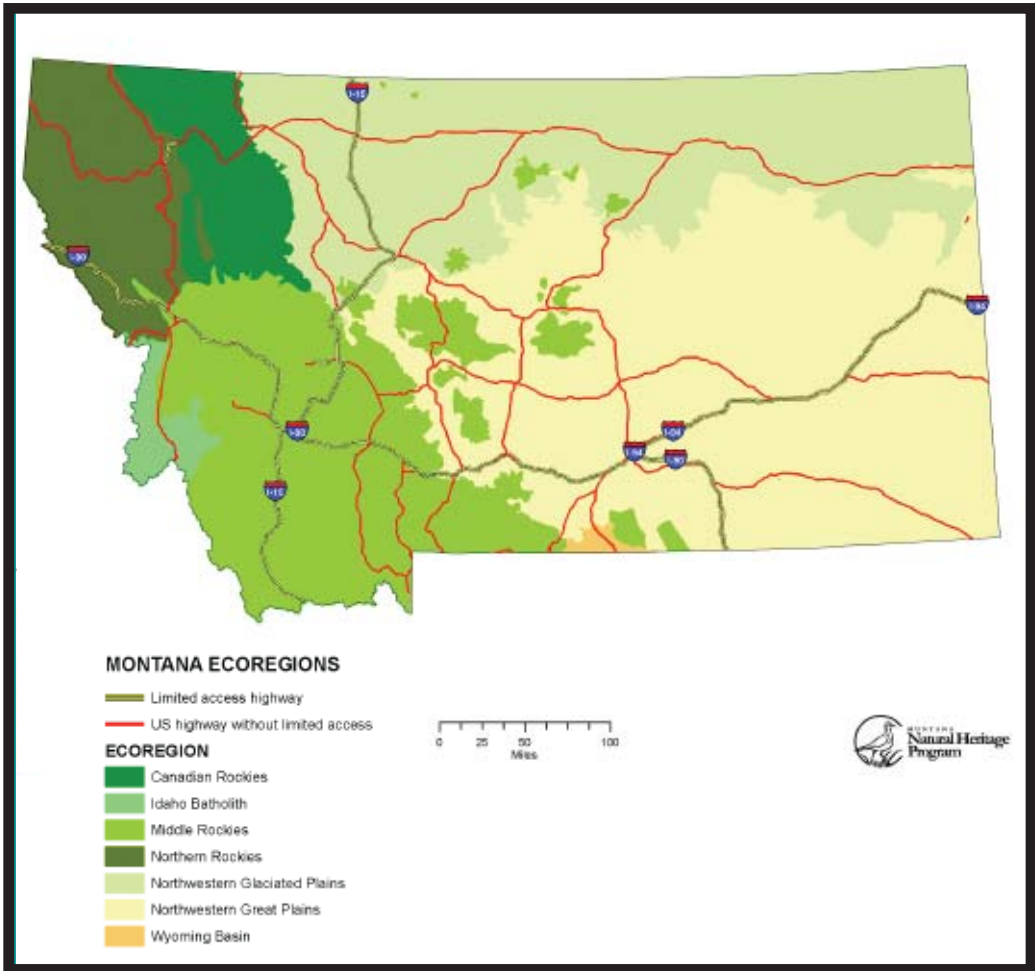 I-15
I-90
I-94
I-94
I-90
I-94
I-90
I-15
MONTANA ECOREGIONS
Limited access highway
US highway without limited access
0 25 50 100
Miles
ECOREGION
Canadian Rockies
Idaho Batholith
Middle Rockies
Northern Rockies
Northwestern Glaciated Plains
Northwestern Great Plains
Wyoming Basin
MONTANA
Natural Heritage
Program